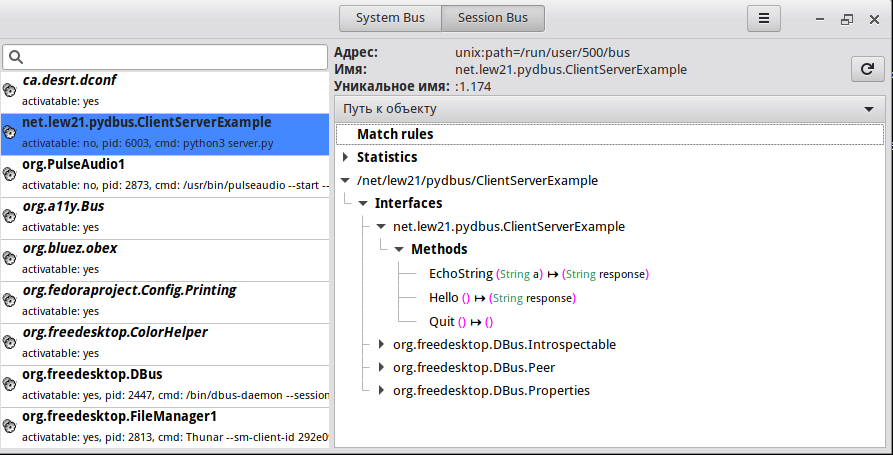 System Bus Session Bus
ca.desrt.dconf
activatable: yes
net.lew21.pydbus.ClientServerExample
activatable: no, pid: 6003, cmd: python3 server.py
org.PulseAudio1
activatable: no, pid: 2873, cmd: /usr/bin/pulseaudio --start --
org.a11y.Bus
activatable: yes
org.bluez.obex
activatable: yes
org.fedoraproject.Config.Printing
activatable: yes
org.freedesktop.ColorHelper
activatable: yes
org.freedesktop.DBus
activatable: yes, pid: 2447, cmd: /bin/dbus-daemon --session
org.freedesktop.FileManager1
activatable: yes, pid: 2813, cmd: Thunar --sm-client-id 292e0
Адрес: unix:path=/run/user/500/bus
Имя: net.lew21.pydbus.ClientServerExample
Уникальное имя: :1.174
Путь к объекту
Match rules
Statistics
/net/lew21/pydbus/ClientServerExample
Interfaces
net.lew21.pydbus.ClientServerExample
Methods
EchoString (String a) ↦ (String response)
Hello () ↦ (String response)
Quit () ↦ ()
org.freedesktop.DBus.Introspectable
org.freedesktop.DBus.Peer
org.freedesktop.DBus.Properties